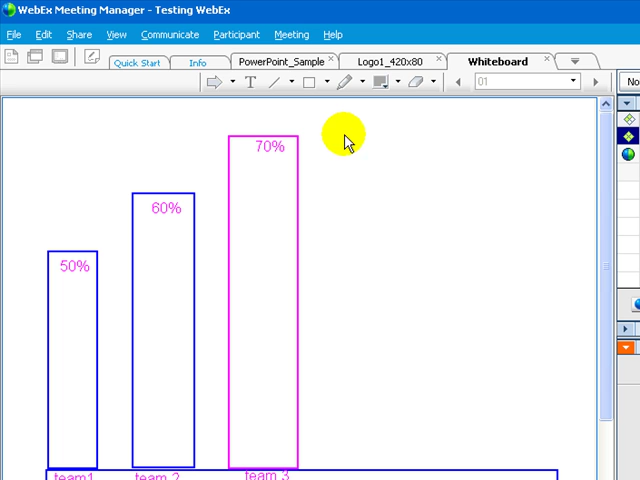 WebEx Meeting Manager - Testing WebEx
File Edit Share View Communicate Participant Meeting Help
Quick Start Info PowerPoint_Sample Logo1_420x80 Whiteboard
T 01 No
70%
60%
50%
team1 team 2 team 3